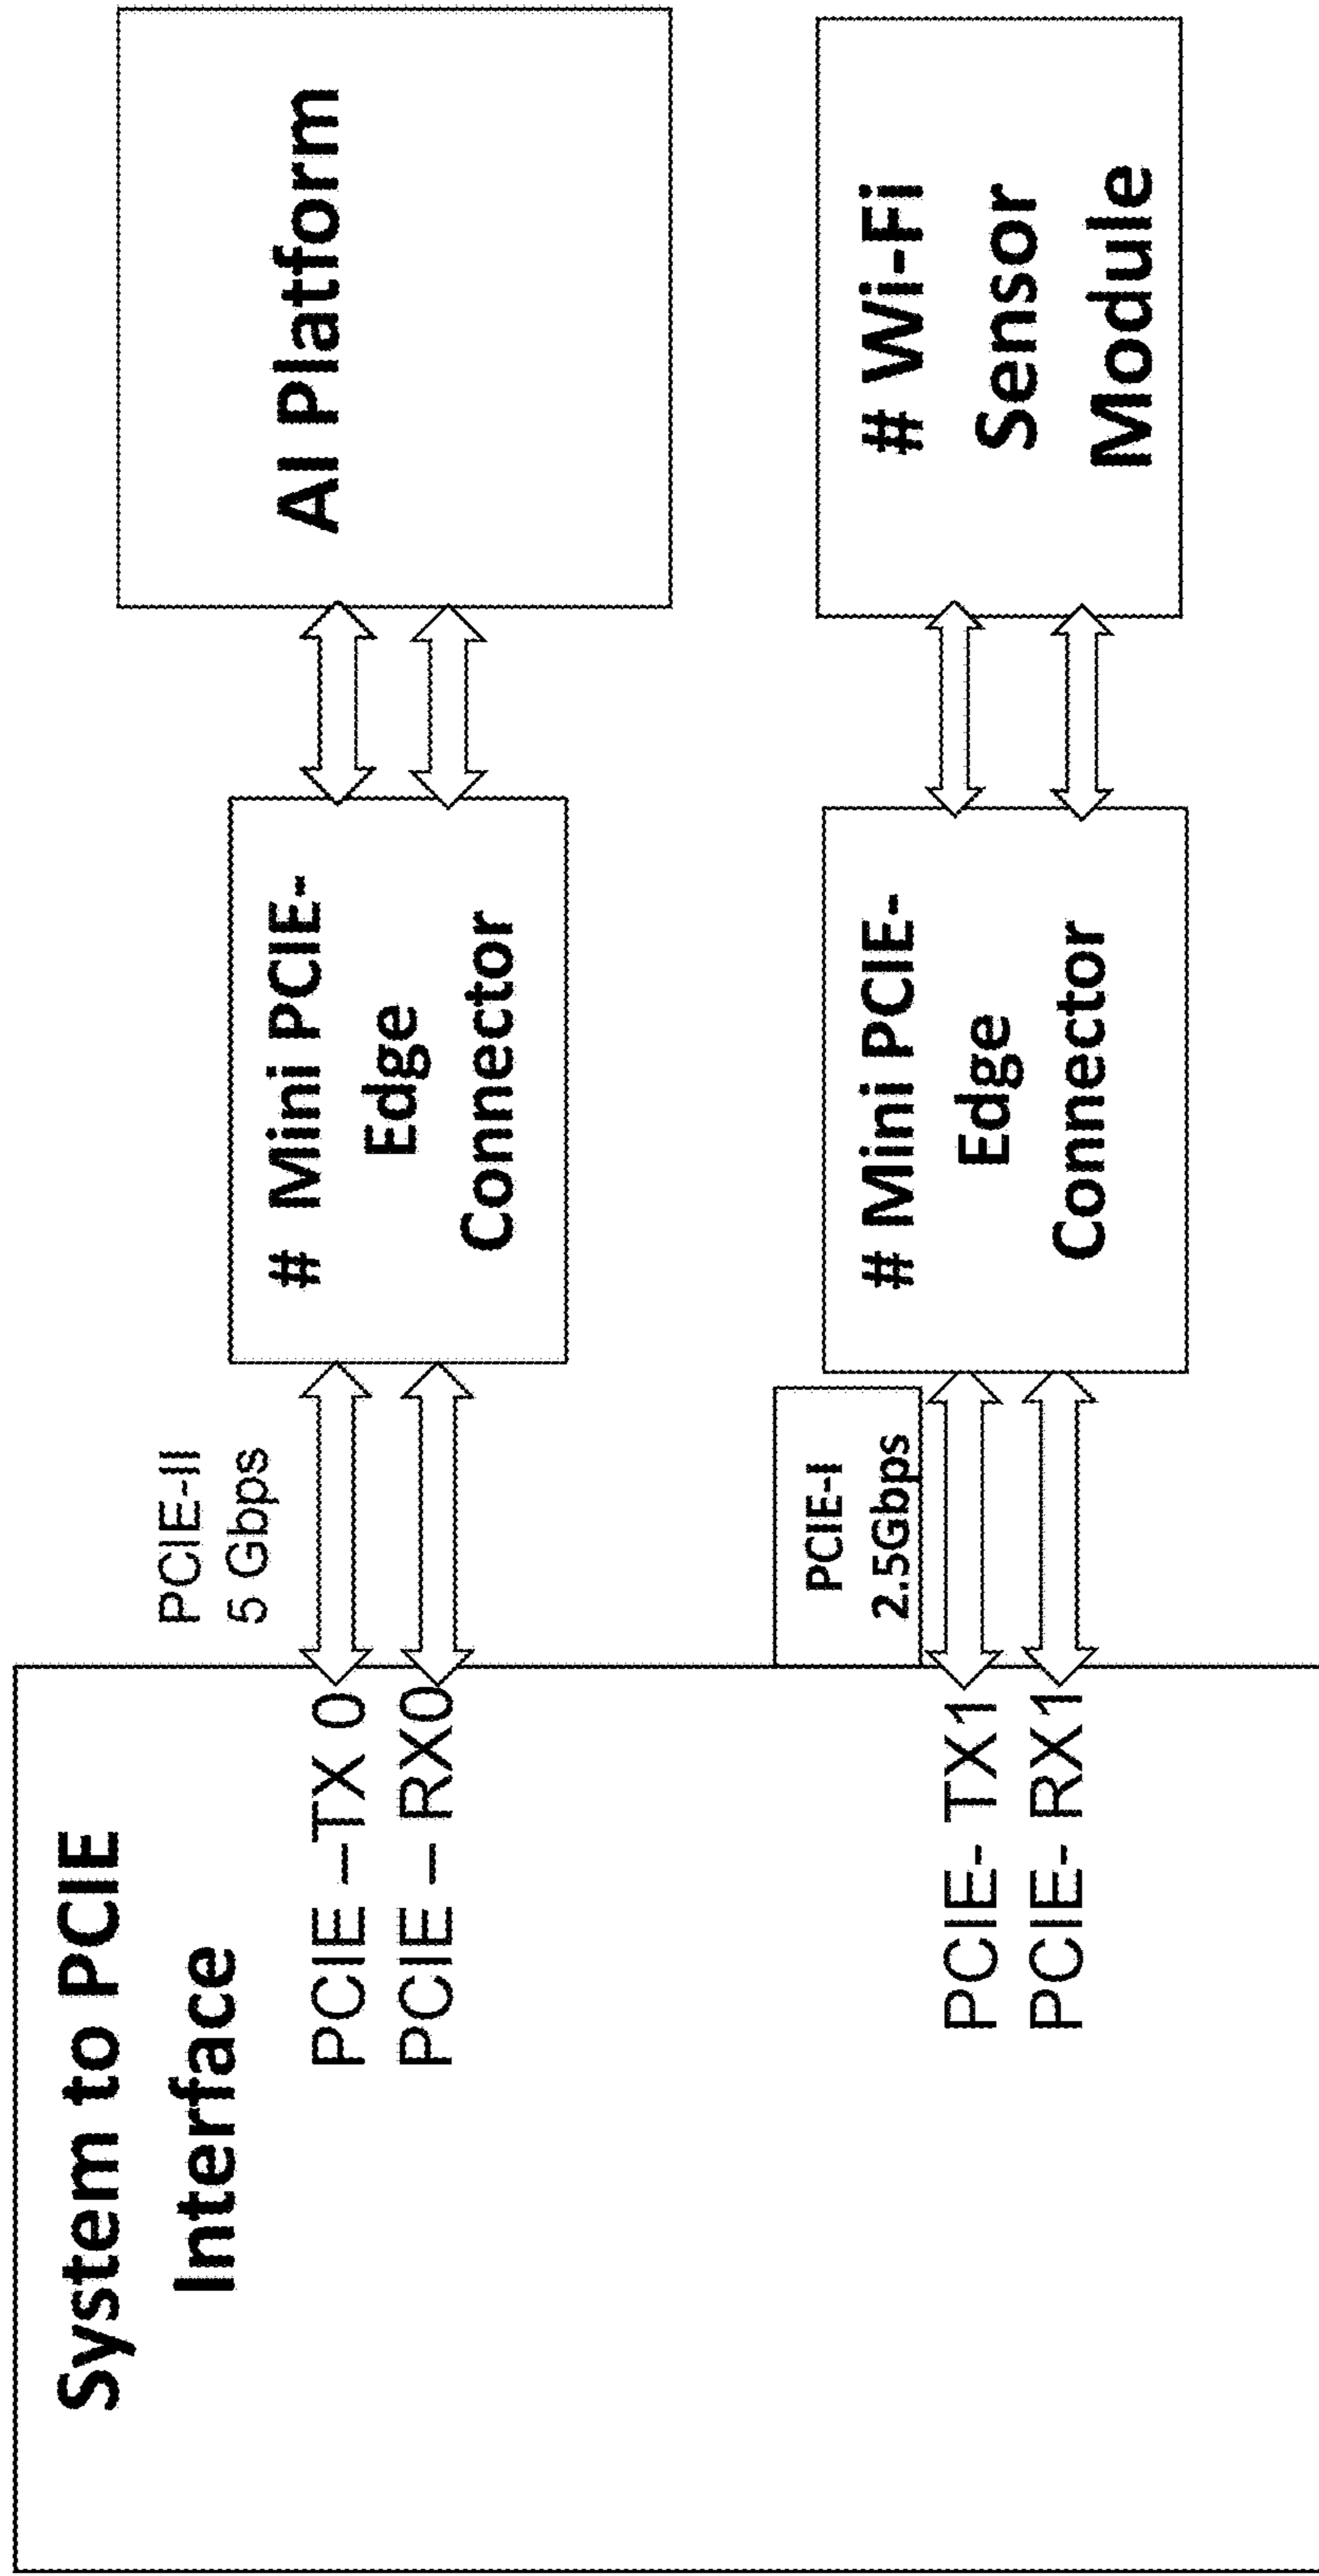 System to PCIE
Interface
PCIE –TX 0
PCIE – RX0
PCIE- TX1
PCIE- RX1
PCIE-II
5 Gbps
PCIE-I
2.5Gbps
# Mini PCIE-
Edge
Connector
# Mini PCIE-
Edge
Connector
AI Platform
# Wi-Fi
Sensor
Module